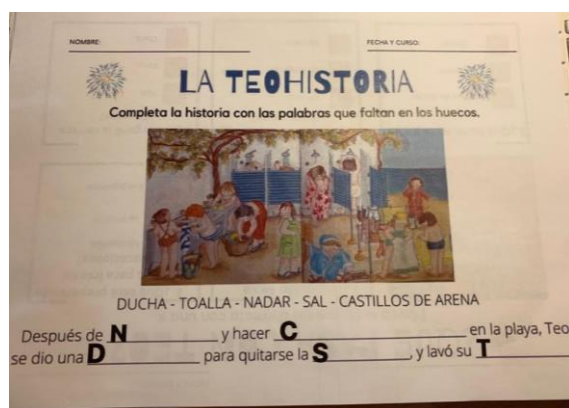 NOMBRE: FECHA Y CURSO:
LA TEOHISTORIA
Completa la historia con las palabras que faltan en los huecos.
DUCHA - TOALLA - NADAR - SAL - CASTILLOS DE ARENA
Después de N y hacer C en la playa, Teo
se dio una D para quitarse la S, y lavó su T